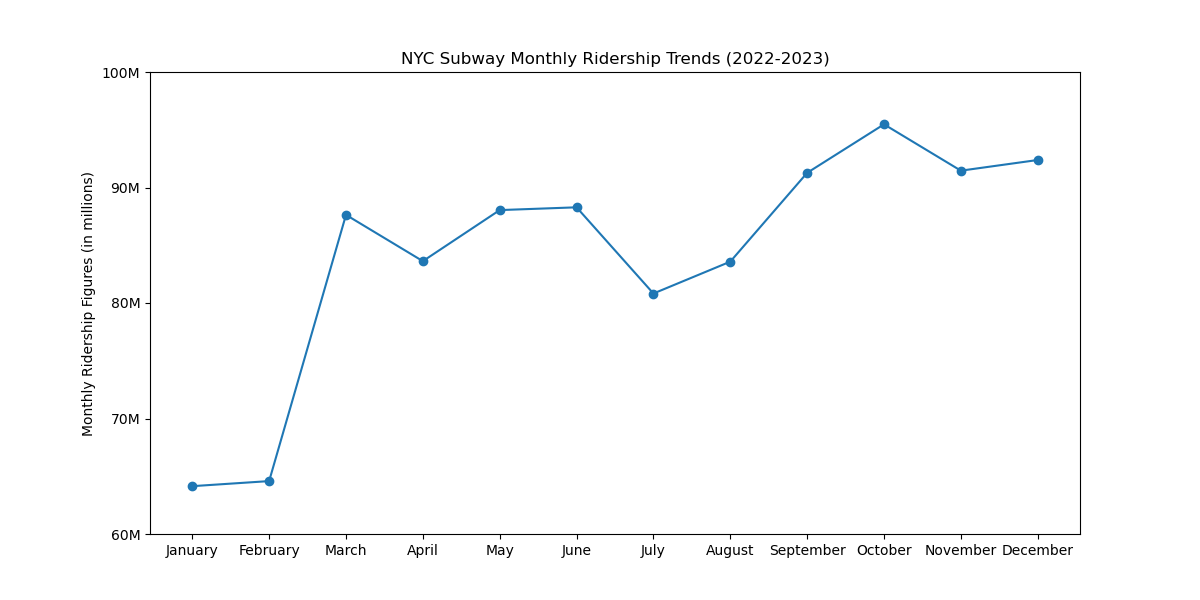 NYC Subway Monthly Ridership Trends (2022-2023)
Monthly Ridership Figures (in millions)
100M
90M
80M
70M
60M
January February March April May June July August September October November December